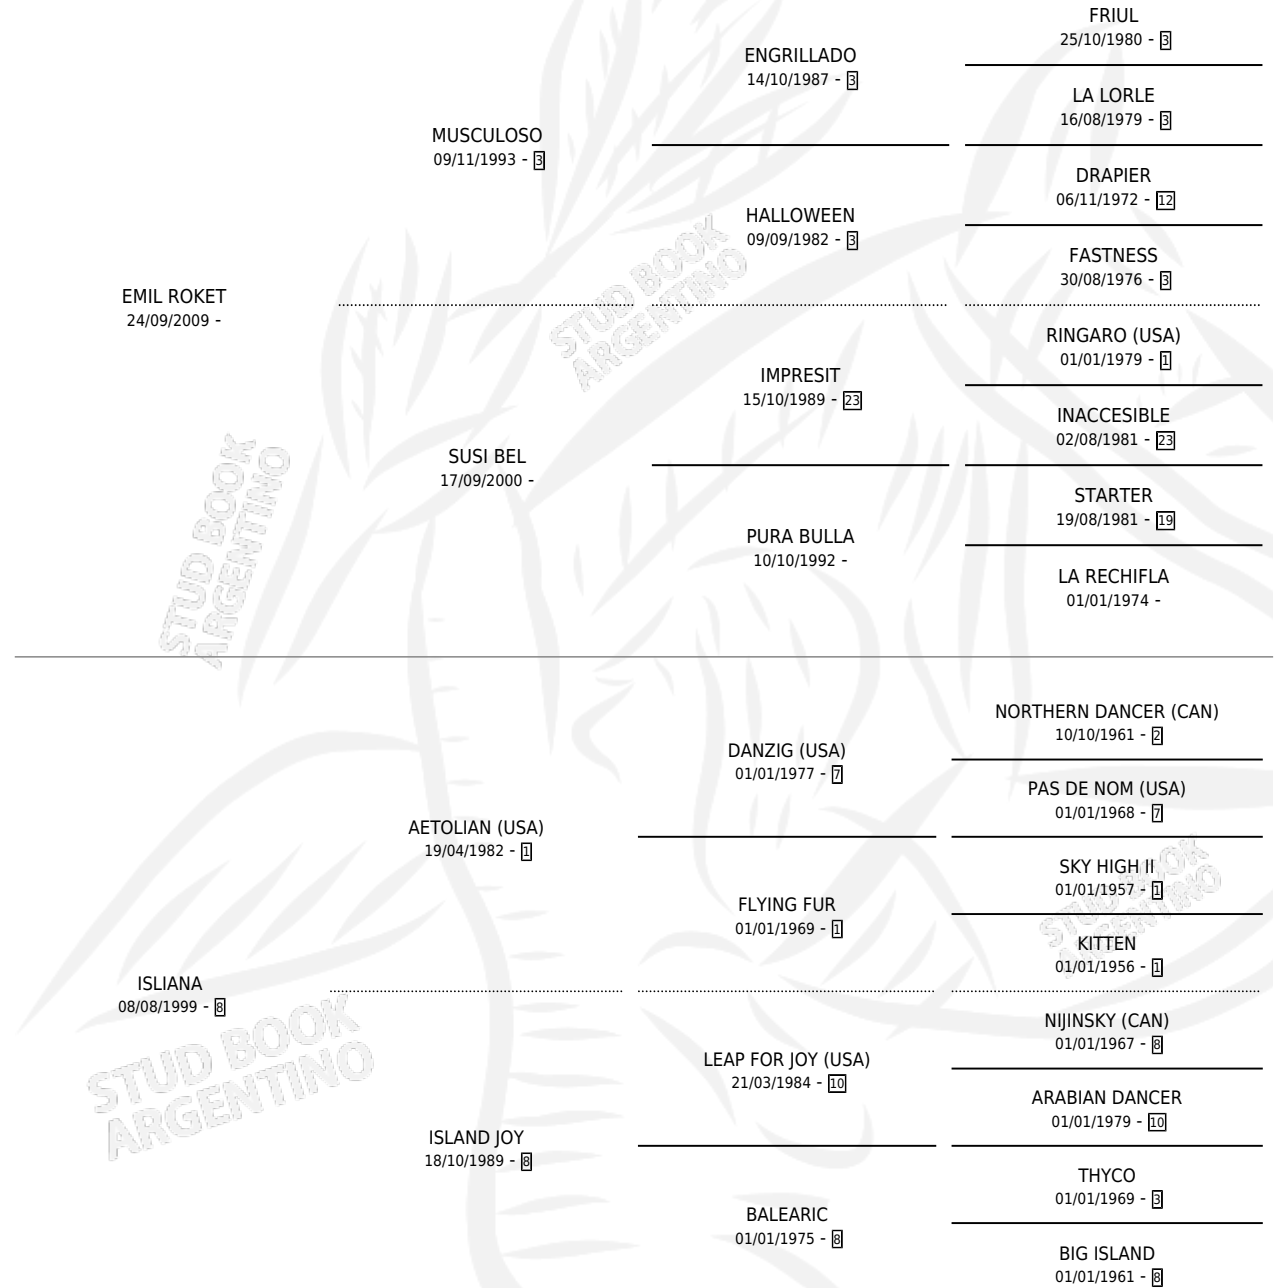 FRIUL
25/10/1980 - 3
ENGRILLADO
14/10/1987 - 3
LA LORLE
16/08/1979 - 3
MUSCULOSO
09/11/1993 - 3
DRAPIER
06/11/1972 - 12
HALLOWEEN
09/09/1982 - 3
FASTNESS
30/08/1976 - 3
EMIL ROKET
24/09/2009 -
RINGARO (USA)
01/01/1979 - 1
IMPRESIT
15/10/1989 - 23
INACCESIBLE
02/08/1981 - 23
SUSI BEL
17/09/2000 -
STARTER
19/08/1981 - 19
PURA BULLA
10/10/1992 -
LA RECHIFLA
01/01/1974 -
STUD BOOK
ARGENTINO
STUD BOOK
ARGENTINO
NORTHERN DANCER (CAN)
10/10/1961 - 2
DANZIG (USA)
01/01/1977 - 7
PAS DE NOM (USA)
01/01/1968 - 7
AETOLIAN (USA)
19/04/1982 - 1
SKY HIGH II
01/01/1957 - 1
FLYING FUR
01/01/1969 - 1
KITTEN
01/01/1956 - 1
ISLIANA
08/08/1999 - 8
NIJINSKY (CAN)
01/01/1967 - 8
LEAP FOR JOY (USA)
21/03/1984 - 10
ARABIAN DANCER
01/01/1979 - 10
ISLAND JOY
18/10/1989 - 8
THYCO
01/01/1969 - 3
BALEARIC
01/01/1975 - 8
BIG ISLAND
01/01/1961 - 8
STUD BOOK
ARGENTINO
STUD BOOK
ARGENTINO